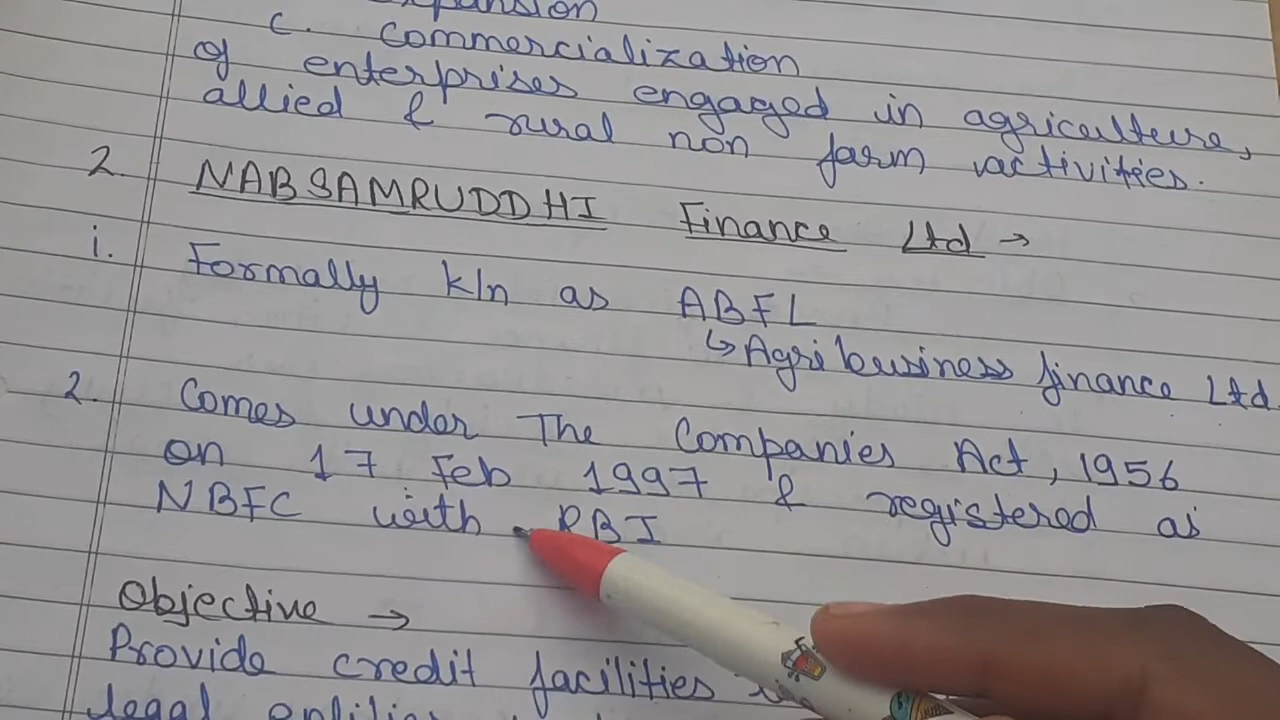 c. commercialization
of enterprises engaged in agriculture,
allied & rural non farm activities.
2. NABSAMRUDDHI Finance Ltd →
i. Formally k/n as ABFL
↳ Agribusiness finance Ltd
2. Comes under The Companies Act, 1956
on 17 Feb 1997 & registered as
NBFC with RBI
Objective →
Provide credit facilities
legal entities